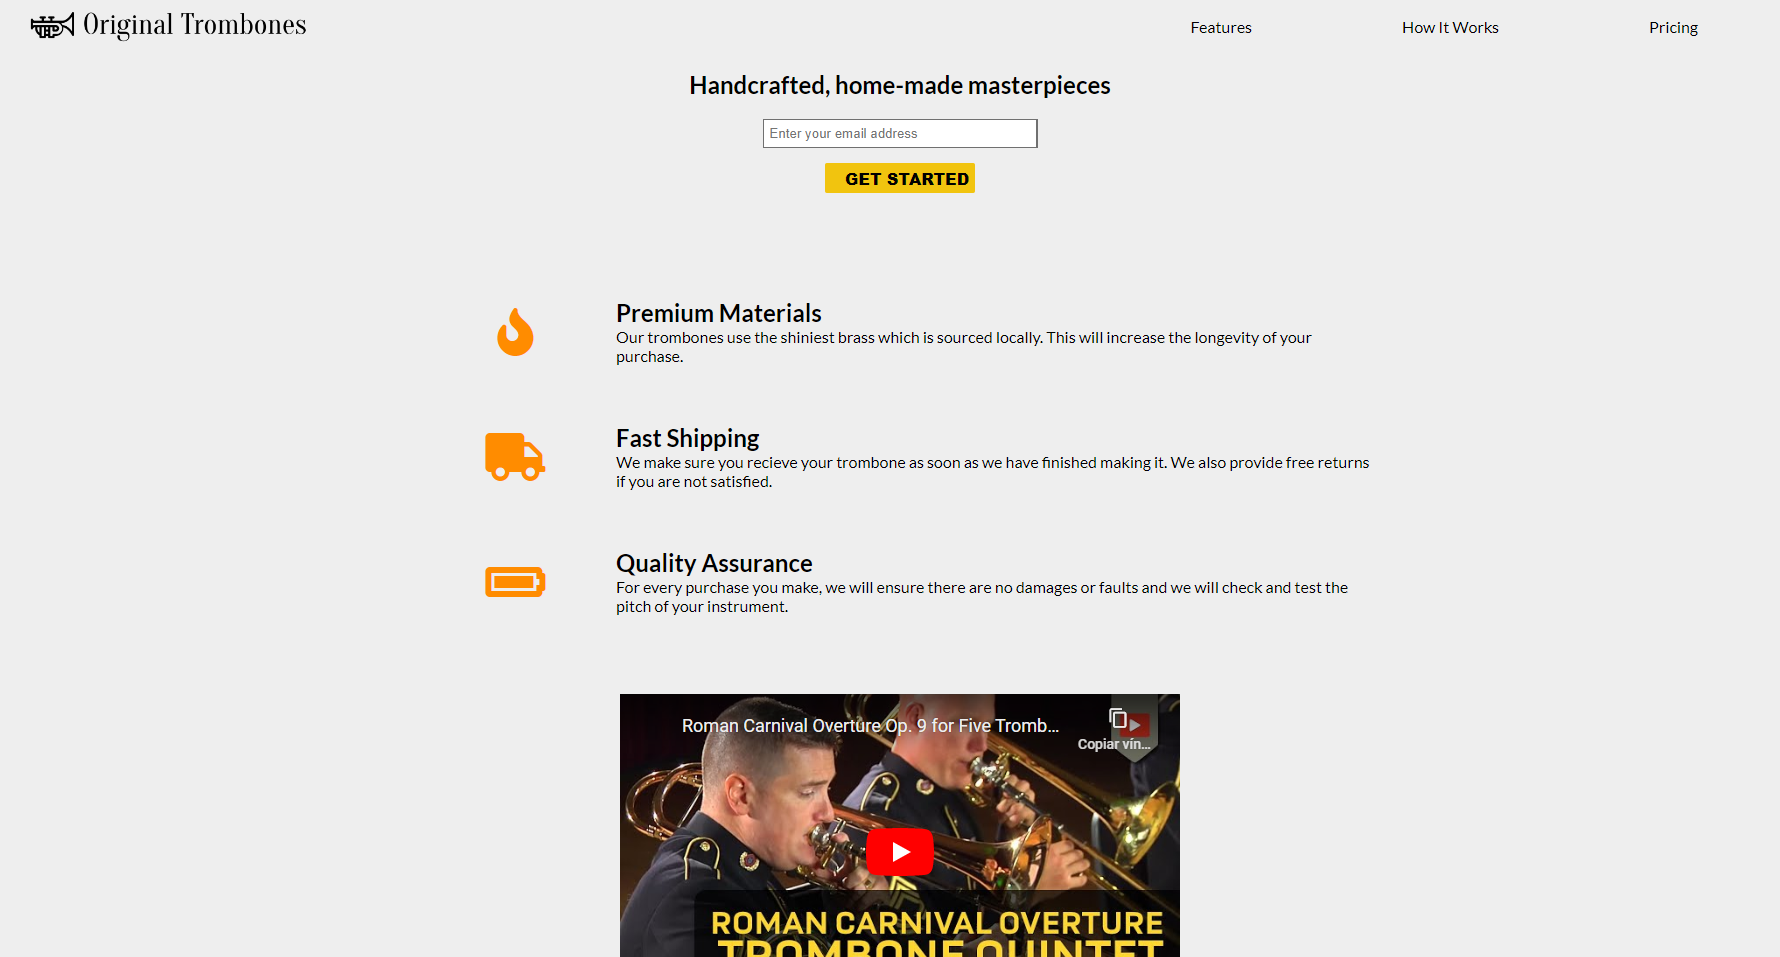 Original Trombones
Features
How It Works
Pricing
Handcrafted, home-made masterpieces
Enter your email address
GET STARTED
Premium Materials
Our trombones use the shiniest brass which is sourced locally. This will increase the longevity of your
purchase.
Fast Shipping
We make sure you recieve your trombone as soon as we have finished making it. We also provide free returns
if you are not satisfied.
Quality Assurance
For every purchase you make, we will ensure there are no damages or faults and we will check and test the
pitch of your instrument.
Roman Carnival Overture Op. 9 for Five Tromb...
Copiar vín...
ROMAN CARNIVAL OVERTURE
TROMBONE QUINTET